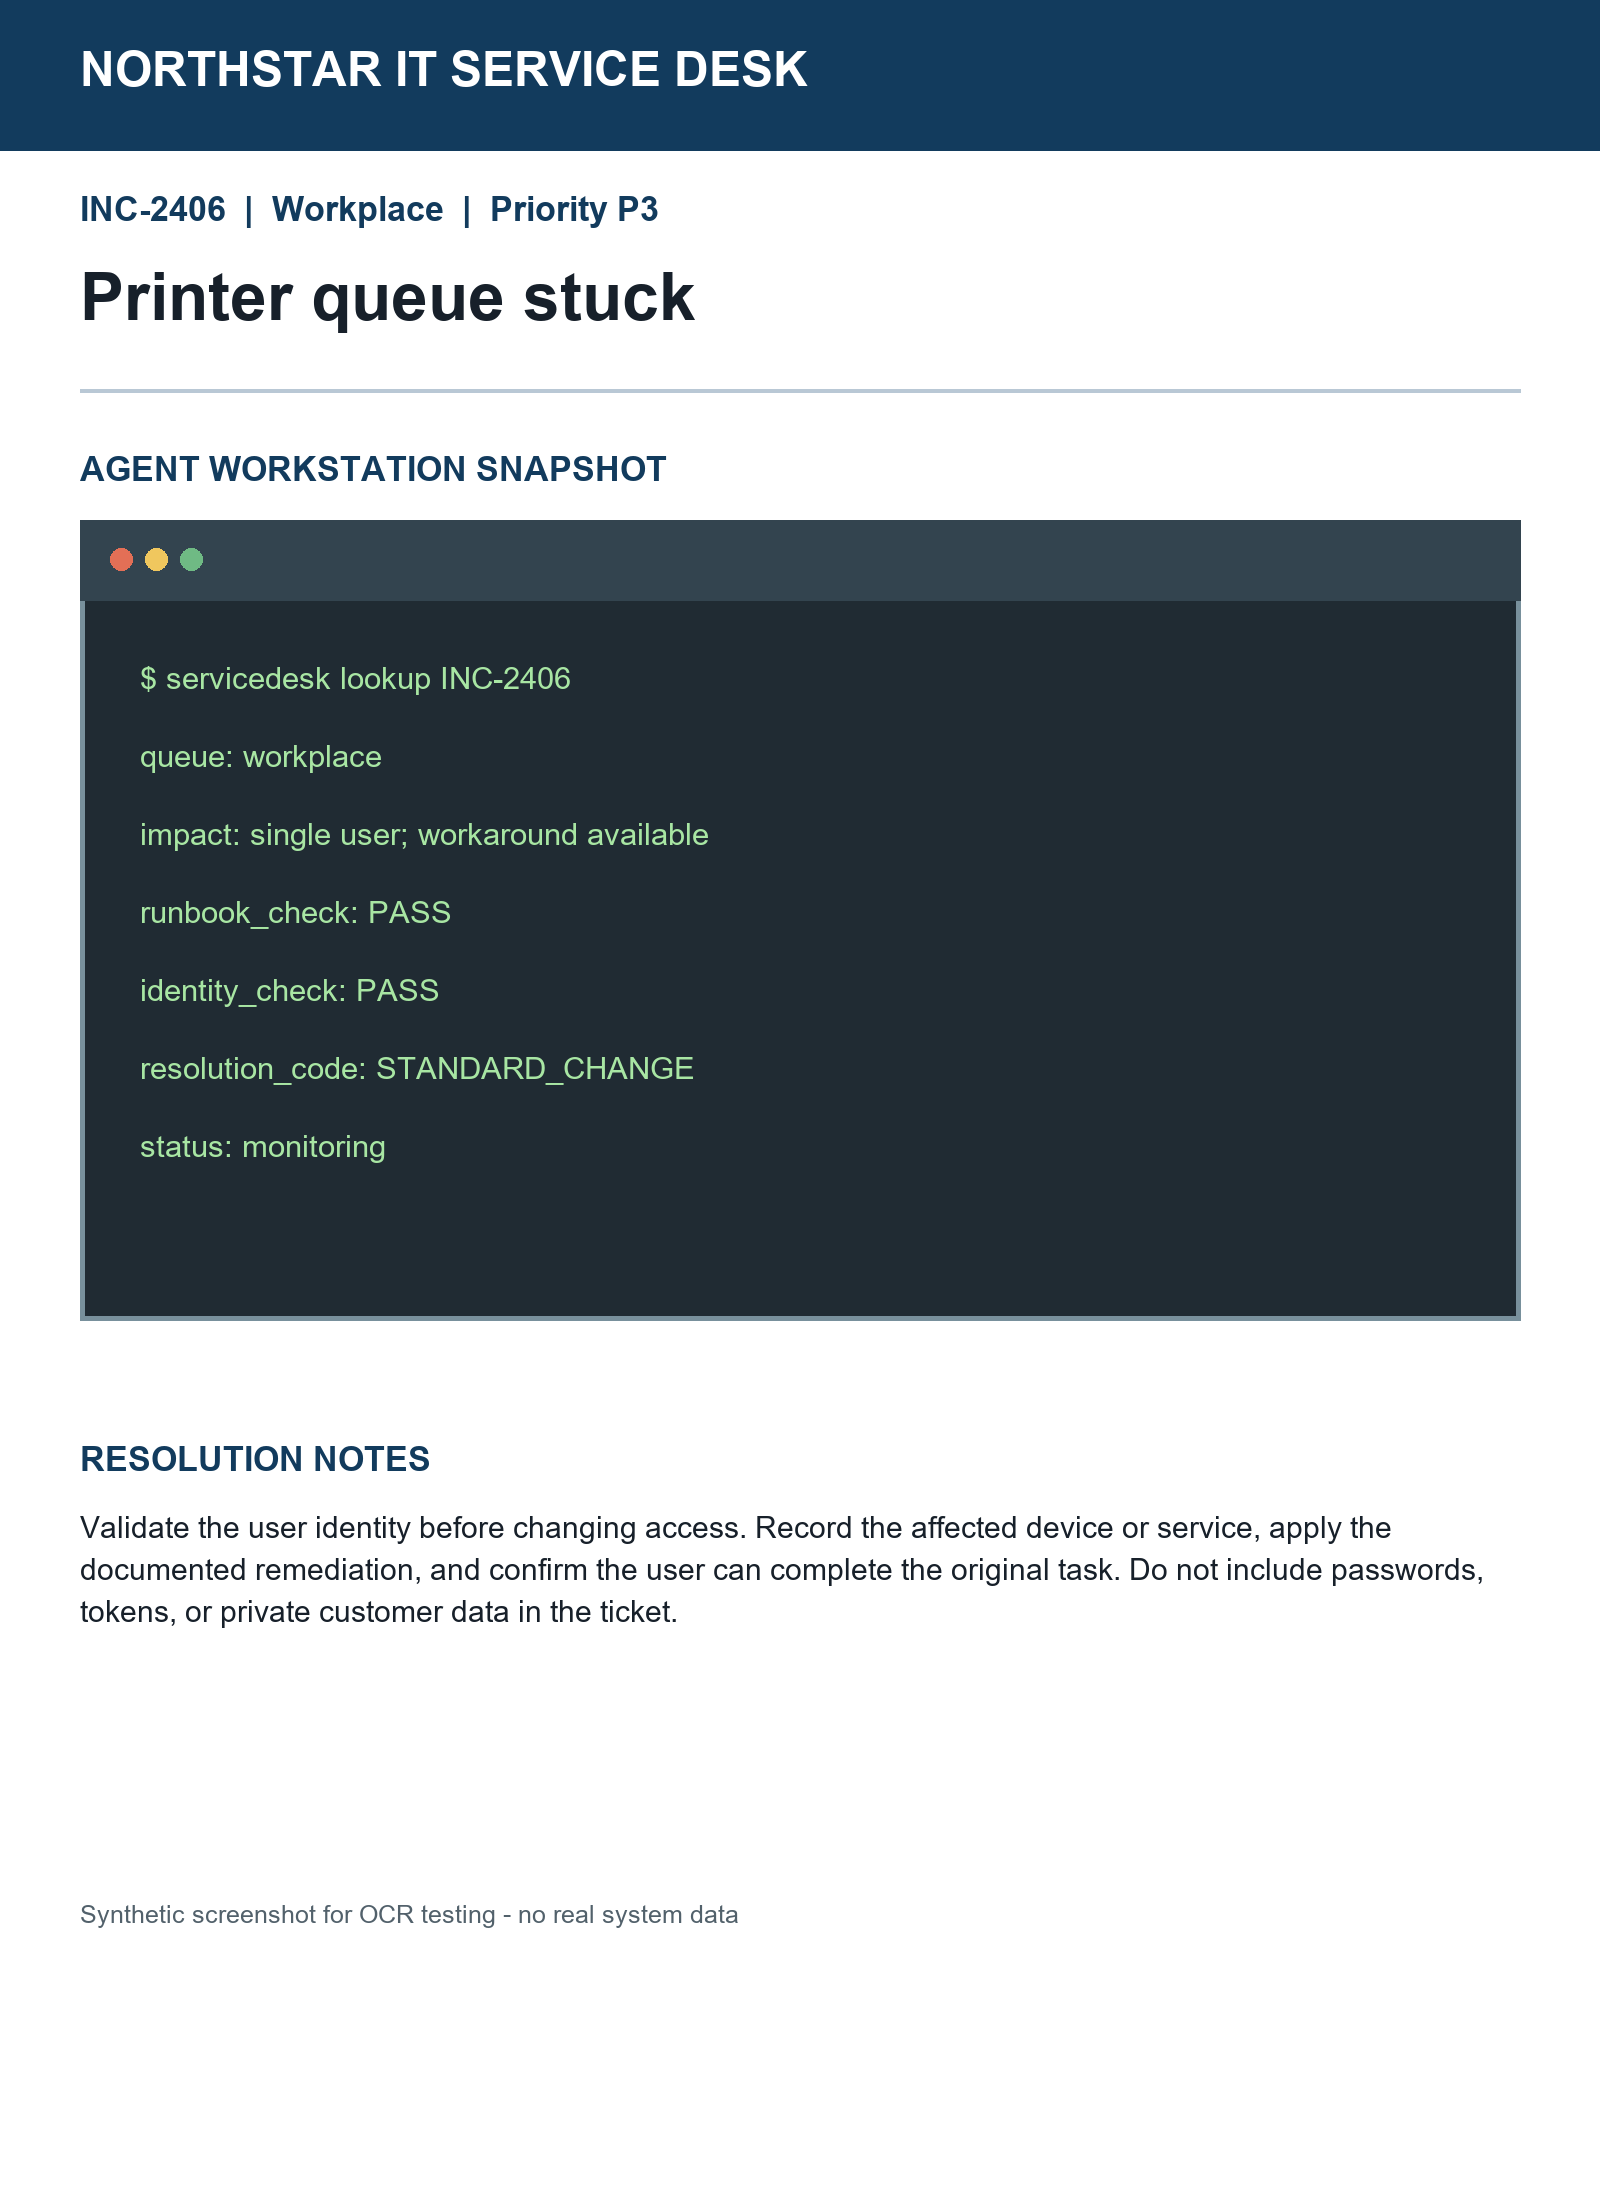 NORTHSTAR IT SERVICE DESK
INC-2406 | Workplace | Priority P3
Printer queue stuck
AGENT WORKSTATION SNAPSHOT
$ servicedesk lookup INC-2406
queue: workplace
impact: single user; workaround available
runbook_check: PASS
identity_check: PASS
resolution_code: STANDARD_CHANGE
status: monitoring
RESOLUTION NOTES
Validate the user identity before changing access. Record the affected device or service, apply the
documented remediation, and confirm the user can complete the original task. Do not include passwords,
tokens, or private customer data in the ticket.
Synthetic screenshot for OCR testing - no real system data